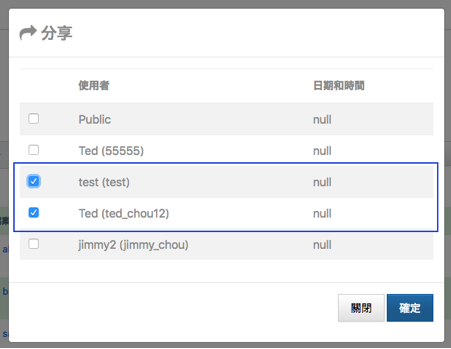 分享
使用者 日期和時間
Public null
Ted (55555) null
test (test) null
Ted (ted_chou12) null
jimmy2 (jimmy_chou) null
關閉 確定